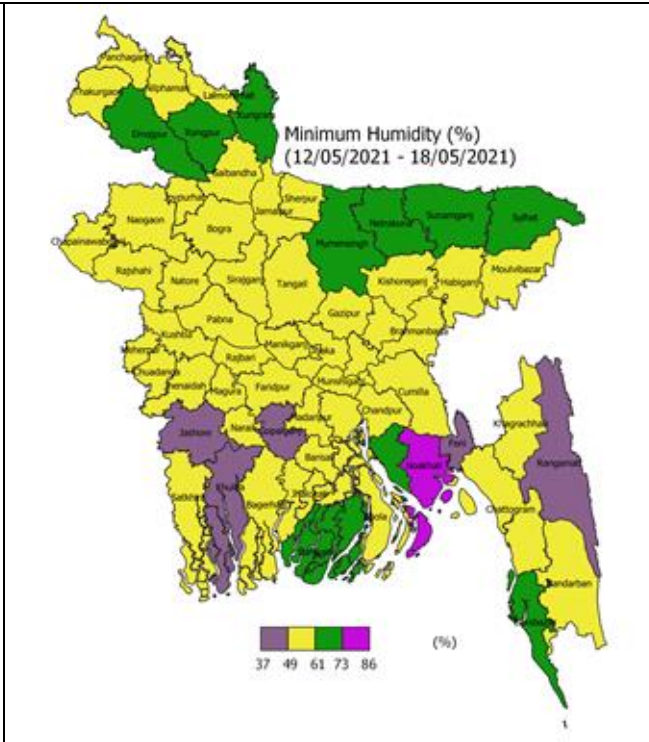 Panchagarh
Thakurgaon
Nilphamari
Lalmonirhat
Kurigram
Dinajpur
Rangpur
Minimum Humidity (%)
(12/05/2021 - 18/05/2021)
Gaibandha
Joypurhat
Sherpur
Naogaon
Bogra
Jamalpur
Netrakona
Sunamganj
Sylhet
Mymensingh
Chapainawabganj
Rajshahi
Natore
Sirajganj
Tangail
Kishoreganj
Habiganj
Moulvibazar
Gazipur
Pabna
Brahmanbaria
Kushtia
Meherpur
Manikganj
Dhaka
Chuadanga
Rajbari
Jhenaidah
Magura
Faridpur
Munshiganj
Cumilla
Chandpur
Khagrachhari
Jashore
Narail
Gopalganj
Madaripur
Noakhali
Feni
Rangamati
Barisal
Satkhira
Khulna
Bagerhat
Bhola
Chattogram
Bandarban
(%)
37 49 61 73 86